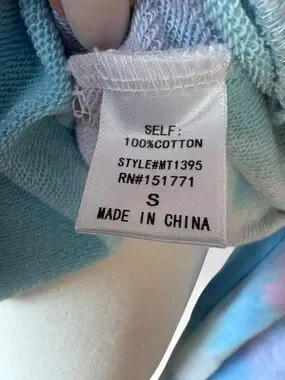 SELF:
100%COTTON
STYLE#MT1395
RN#151771
S
MADE IN CHINA